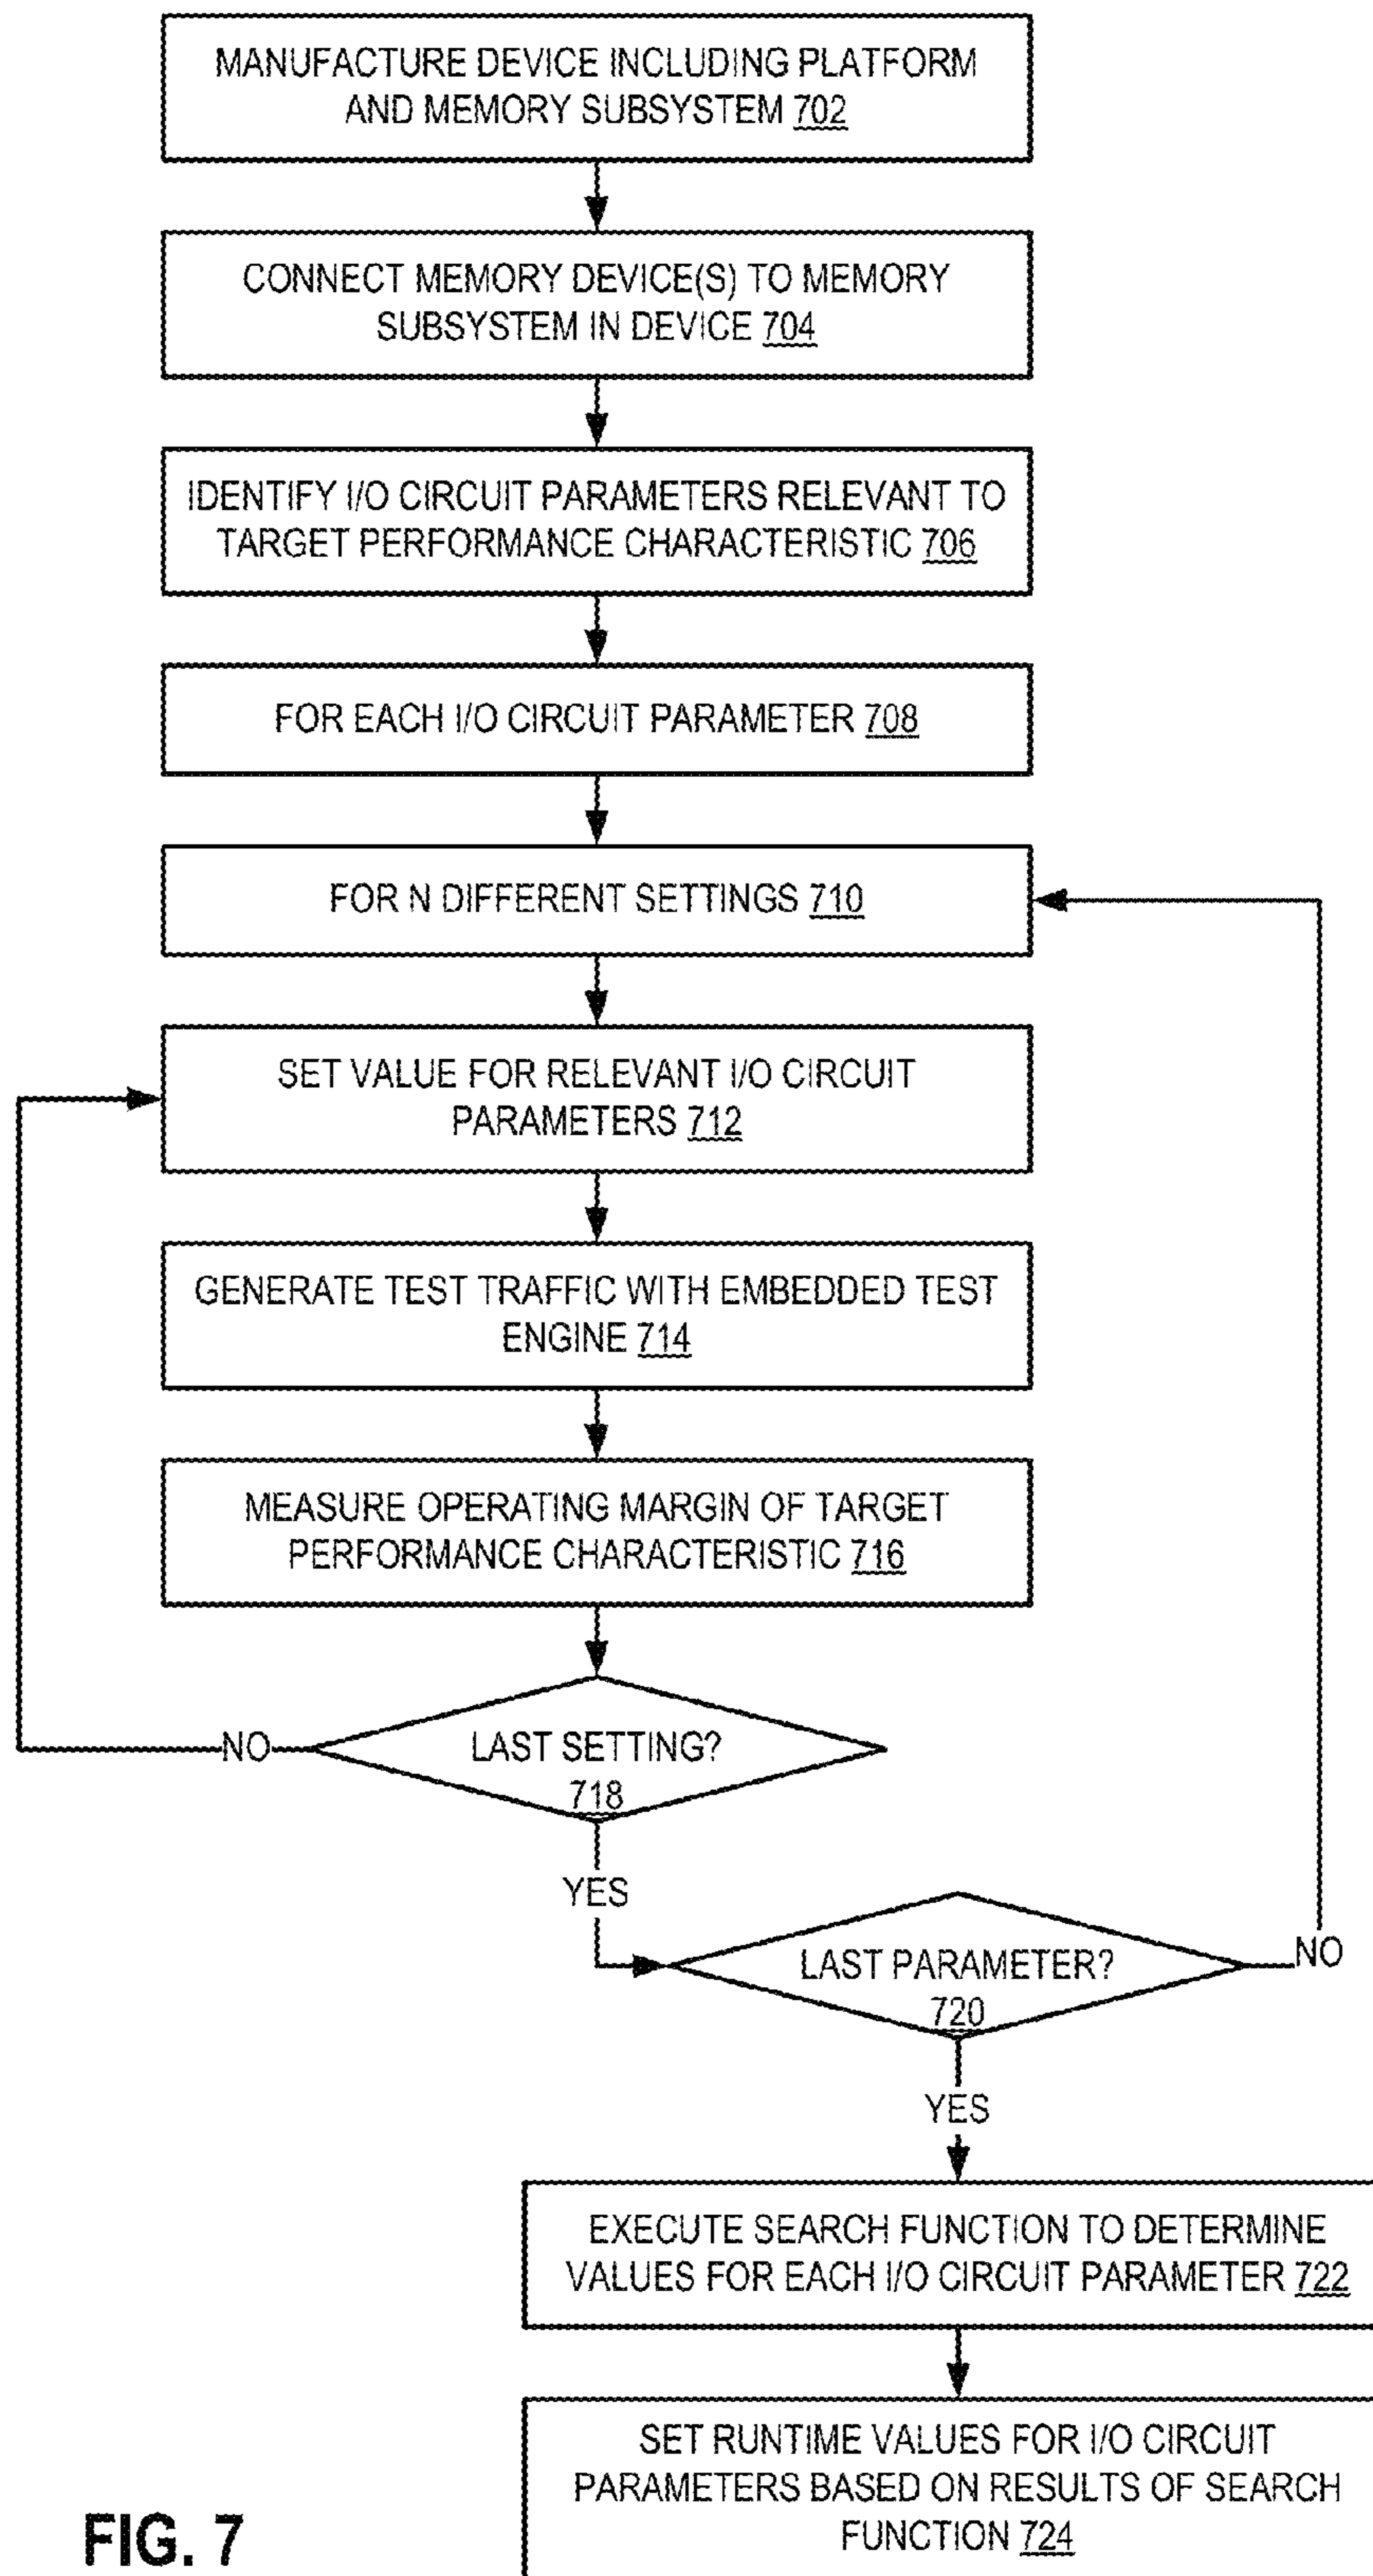 MANUFACTURE DEVICE INCLUDING PLATFORM
AND MEMORY SUBSYSTEM 702
CONNECT MEMORY DEVICE(S) TO MEMORY
SUBSYSTEM IN DEVICE 704
IDENTIFY I/O CIRCUIT PARAMETERS RELEVANT TO
TARGET PERFORMANCE CHARACTERISTIC 706
FOR EACH I/O CIRCUIT PARAMETER 708
FOR N DIFFERENT SETTINGS 710
SET VALUE FOR RELEVANT I/O CIRCUIT
PARAMETERS 712
GENERATE TEST TRAFFIC WITH EMBEDDED TEST
ENGINE 714
MEASURE OPERATING MARGIN OF TARGET
PERFORMANCE CHARACTERISTIC 716
NO
LAST SETTING?
718
YES
LAST PARAMETER?
720
NO
YES
EXECUTE SEARCH FUNCTION TO DETERMINE
VALUES FOR EACH I/O CIRCUIT PARAMETER 722
SET RUNTIME VALUES FOR I/O CIRCUIT
PARAMETERS BASED ON RESULTS OF SEARCH
FUNCTION 724
FIG. 7